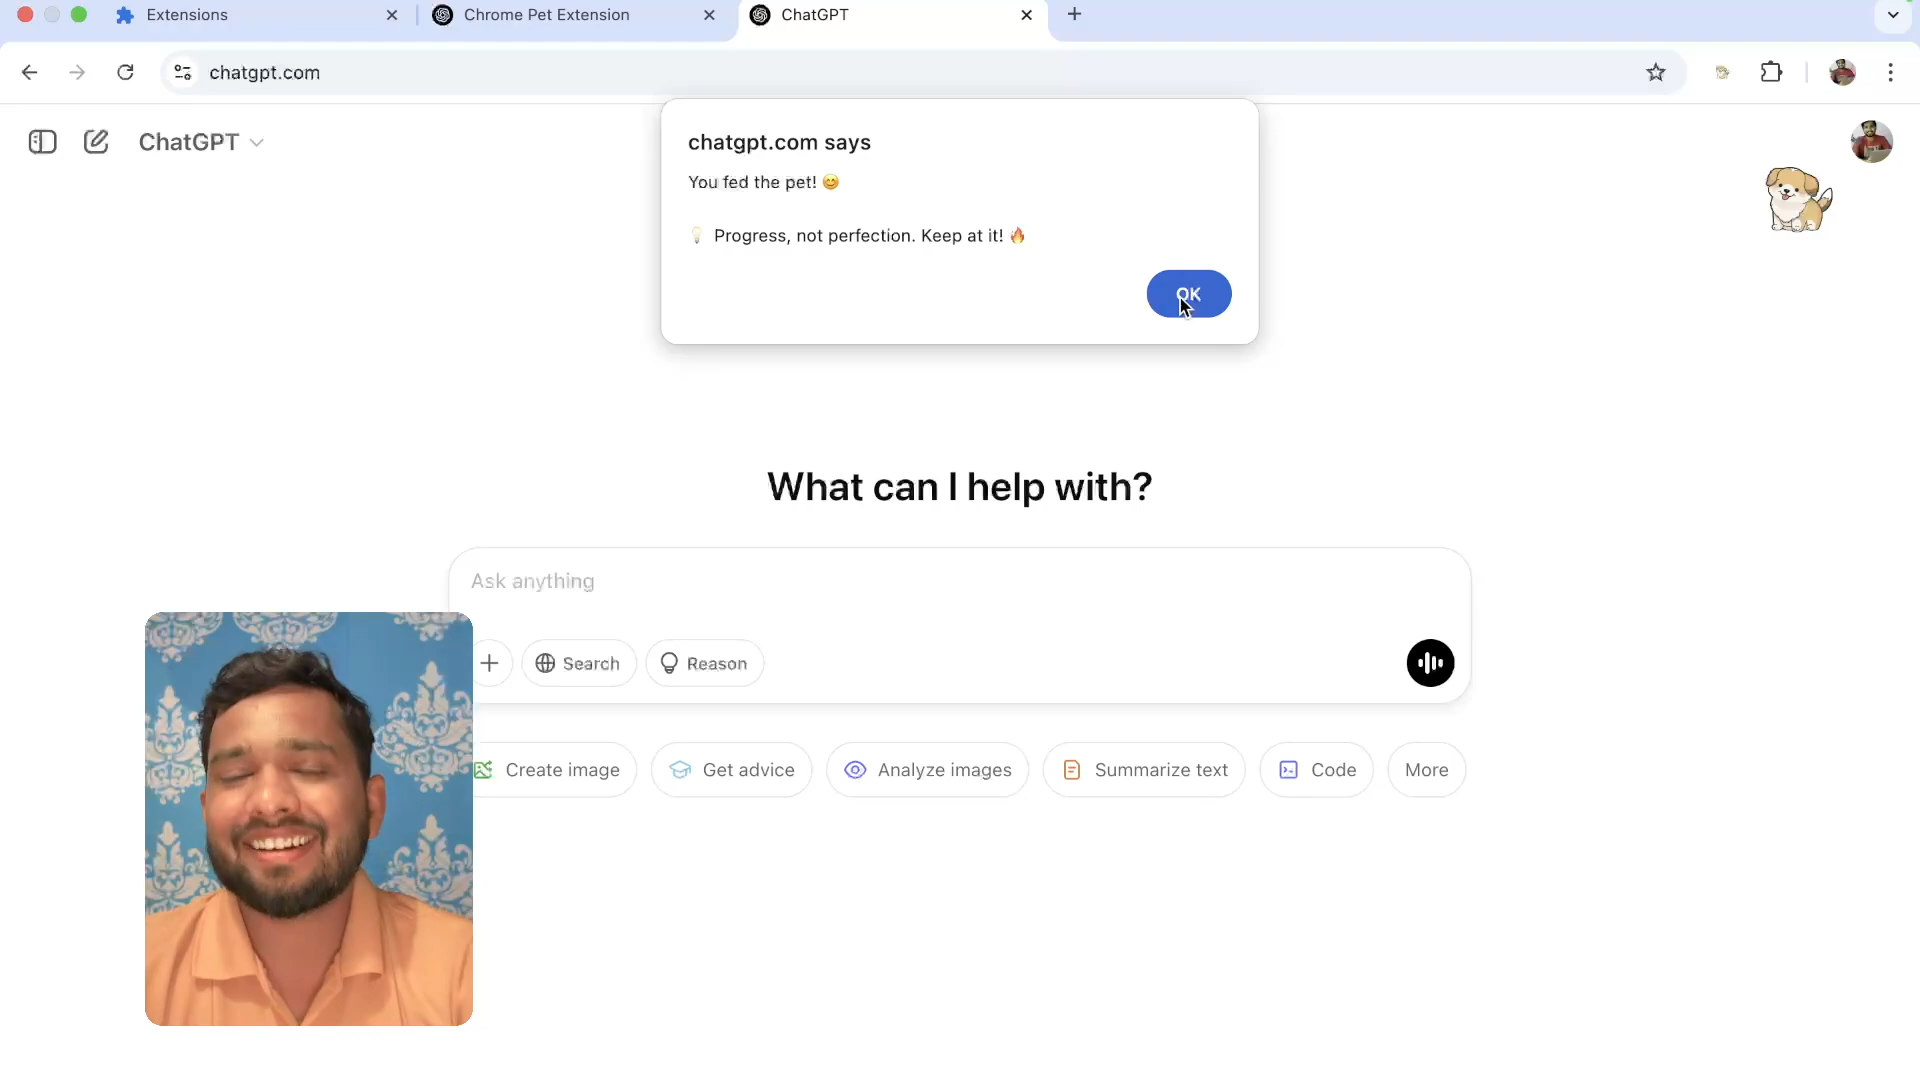 Extensions
Chrome Pet Extension
ChatGPT
chatgpt.com
ChatGPT
chatgpt.com says
You fed the pet! 😊
💡 Progress, not perfection. Keep at it! 🔥
OK
What can I help with?
Ask anything
Search
Reason
Create image
Get advice
Analyze images
Summarize text
Code
More